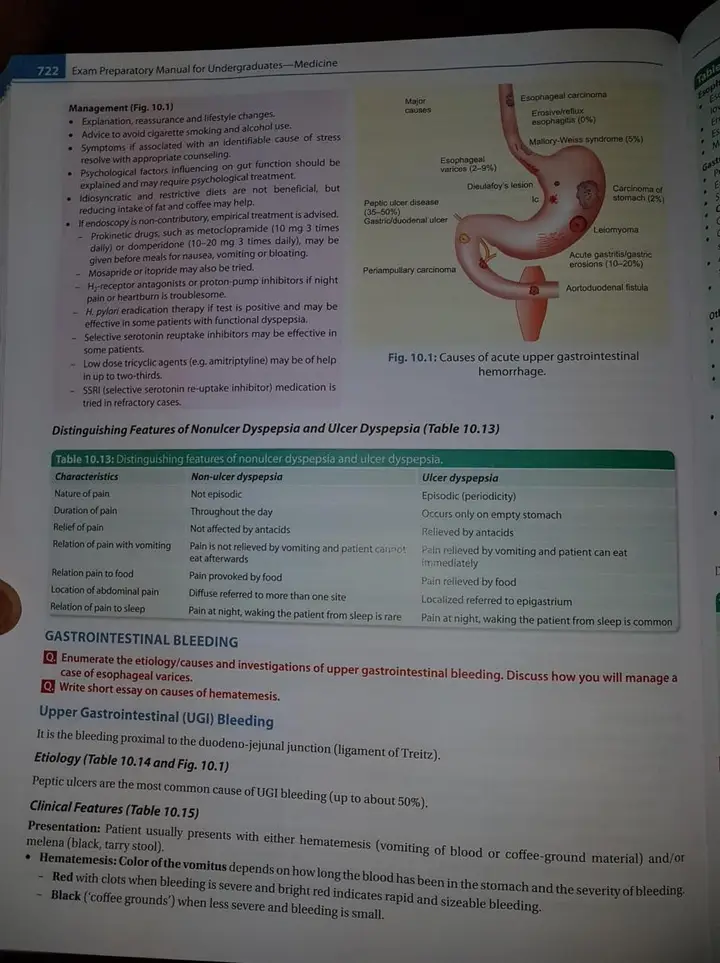 722 Exam Preparatory Manual for Undergraduates—Medicine
Management (Fig. 10.1)
• Explanation, reassurance and lifestyle changes.
• Advice to avoid cigarette smoking and alcohol use.
• Symptoms if associated with an identifiable cause of stress
resolve with appropriate counseling.
• Psychological factors influencing on gut function should be
explained and may require psychological treatment.
• Idiosyncratic and restrictive diets are not beneficial, but
reducing intake of fat and coffee may help.
• If endoscopy is non-contributory, empirical treatment is advised.
– Prokinetic drugs, such as metoclopramide (10 mg 3 times
daily) or domperidone (10–20 mg 3 times daily), may be
given before meals for nausea, vomiting or bloating.
– Mosapride or itopride may also be tried.
– H₂-receptor antagonists or proton-pump inhibitors if night
pain or heartburn is troublesome.
– H. pylori eradication therapy if test is positive and may be
effective in some patients with functional dyspepsia.
– Selective serotonin reuptake inhibitors may be effective in
some patients.
– Low dose tricyclic agents (e.g. amitriptyline) may be of help
in up to two-thirds.
– SSRI (selective serotonin re-uptake inhibitor) medication is
tried in refractory cases.
Major
causes
Esophageal carcinoma
Erosive/reflux
esophagitis (0%)
Mallory-Weiss syndrome (5%)
Esophageal
varices (2–9%)
Dieulafoy's lesion
Ic
Carcinoma of
stomach (2%)
Peptic ulcer disease
(35–50%)
Gastric/duodenal ulcer
Leiomyoma
Acute gastritis/gastric
erosions (10–20%)
Periampullary carcinoma
Aortoduodenal fistula
Fig. 10.1: Causes of acute upper gastrointestinal
hemorrhage.
Distinguishing Features of Nonulcer Dyspepsia and Ulcer Dyspepsia (Table 10.13)
Table 10.13: Distinguishing features of nonulcer dyspepsia and ulcer dyspepsia.
Characteristics Non-ulcer dyspepsia Ulcer dyspepsia
Nature of pain Not episodic Episodic (periodicity)
Duration of pain Throughout the day Occurs only on empty stomach
Relief of pain Not affected by antacids Relieved by antacids
Relation of pain with vomiting Pain is not relieved by vomiting and patient cannot Pain relieved by vomiting and patient can eat
eat afterwards immediately
Relation pain to food Pain provoked by food Pain relieved by food
Location of abdominal pain Diffuse referred to more than one site Localized referred to epigastrium
Relation of pain to sleep Pain at night, waking the patient from sleep is rare Pain at night, waking the patient from sleep is common
GASTROINTESTINAL BLEEDING
Q. Enumerate the etiology/causes and investigations of upper gastrointestinal bleeding. Discuss how you will manage a
case of esophageal varices.
Q. Write short essay on causes of hematemesis.
Upper Gastrointestinal (UGI) Bleeding
It is the bleeding proximal to the duodeno-jejunal junction (ligament of Treitz).
Etiology (Table 10.14 and Fig. 10.1)
Peptic ulcers are the most common cause of UGI bleeding (up to about 50%).
Clinical Features (Table 10.15)
Presentation: Patient usually presents with either hematemesis (vomiting of blood or coffee-ground material) and/or
melena (black, tarry stool).
• Hematemesis: Color of the vomitus depends on how long the blood has been in the stomach and the severity of bleeding.
– Red with clots when bleeding is severe and bright red indicates rapid and sizeable bleeding.
– Black ('coffee grounds') when less severe and bleeding is small.